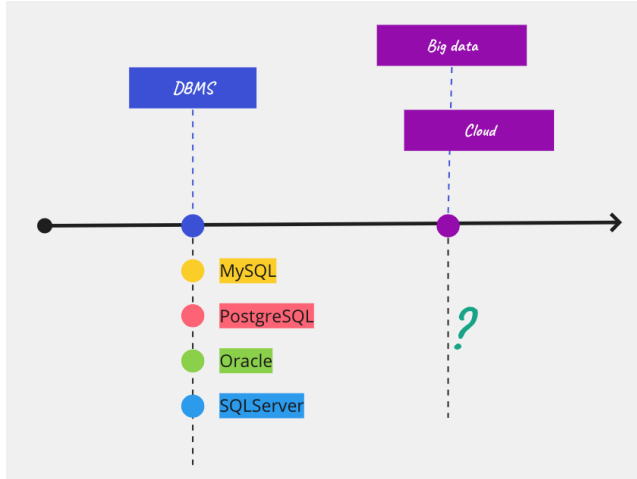 Big data
DBMS
Cloud
MySQL
PostgreSQL
?
Oracle
SQLServer